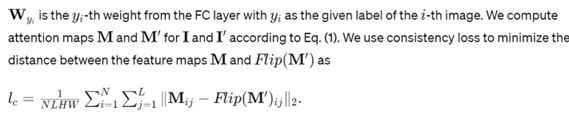 W_{y_i} is the y_i-th weight from the FC layer with y_i as the given label of the i-th image. We compute
attention maps M and M′ for I and I′ according to Eq. (1). We use consistency loss to minimize the
distance between the feature maps M and Flip(M′) as
l_c = \frac{1}{NLHW} \sum_{i=1}^{N} \sum_{j=1}^{L} ||M_{ij} − Flip(M′)_{ij}||_2.